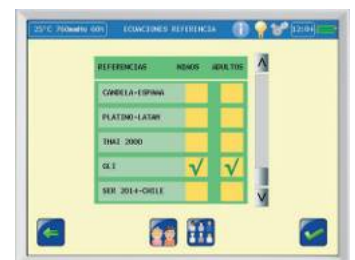 25°C 760mmHg 60% ECUACIONES REFERENCIA 12:04
REFERENCIAS NIÑOS ADULTOS
CANDELA-ESPAÑA
PLATINO-LATAM
THAI 2000
GLI √ √
SER 2014-CHILE